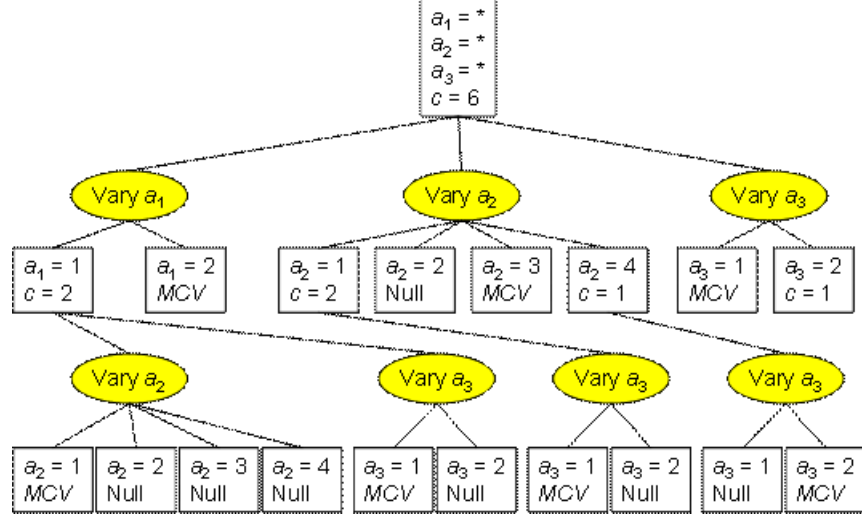 a1 = *
a2 = *
a3 = *
c = 6
Vary a1
Vary a2
Vary a3
a1 = 1
c = 2
a1 = 2
MCV
a2 = 1
c = 2
a2 = 2
Null
a2 = 3
MCV
a2 = 4
c = 1
a3 = 1
MCV
a3 = 2
c = 1
Vary a2
Vary a3
Vary a3
Vary a3
a2 = 1
MCV
a2 = 2
Null
a2 = 3
Null
a2 = 4
Null
a3 = 1
MCV
a3 = 2
Null
a3 = 1
MCV
a3 = 2
Null
a3 = 1
Null
a3 = 2
MCV